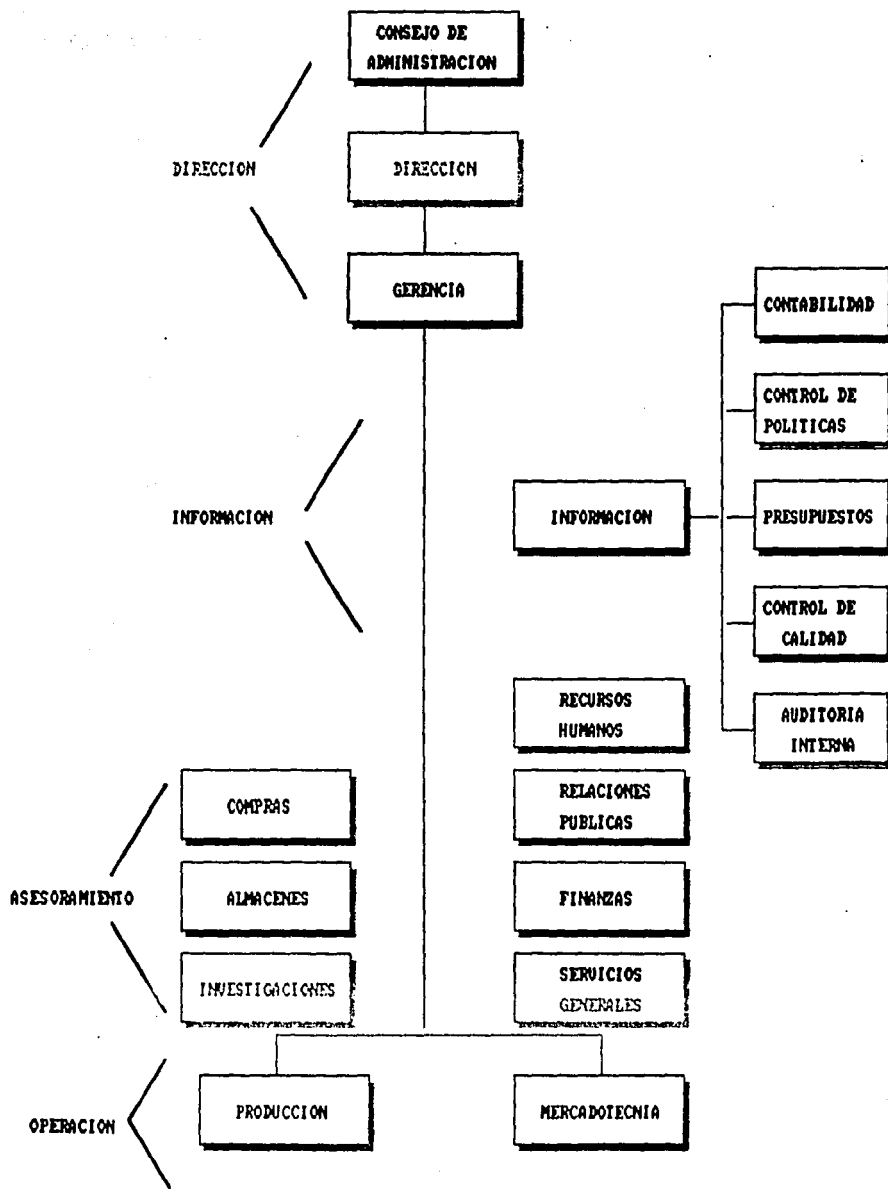 CONSEJO DE
ADMINISTRACION
DIRECCION
DIRECCION
GERENCIA
CONTABILIDAD
CONTROL DE
POLITICAS
INFORMACION
INFORMACION
PRESUPUESTOS
CONTROL DE
CALIDAD
RECURSOS
HUMANOS
AUDITORIA
INTERNA
COMPRAS
RELACIONES
PUBLICAS
ASESORAMIENTO
ALMACENES
FINANZAS
INVESTIGACIONES
SERVICIOS
GENERALES
OPERACION
PRODUCCION
MERCADOTECNIA